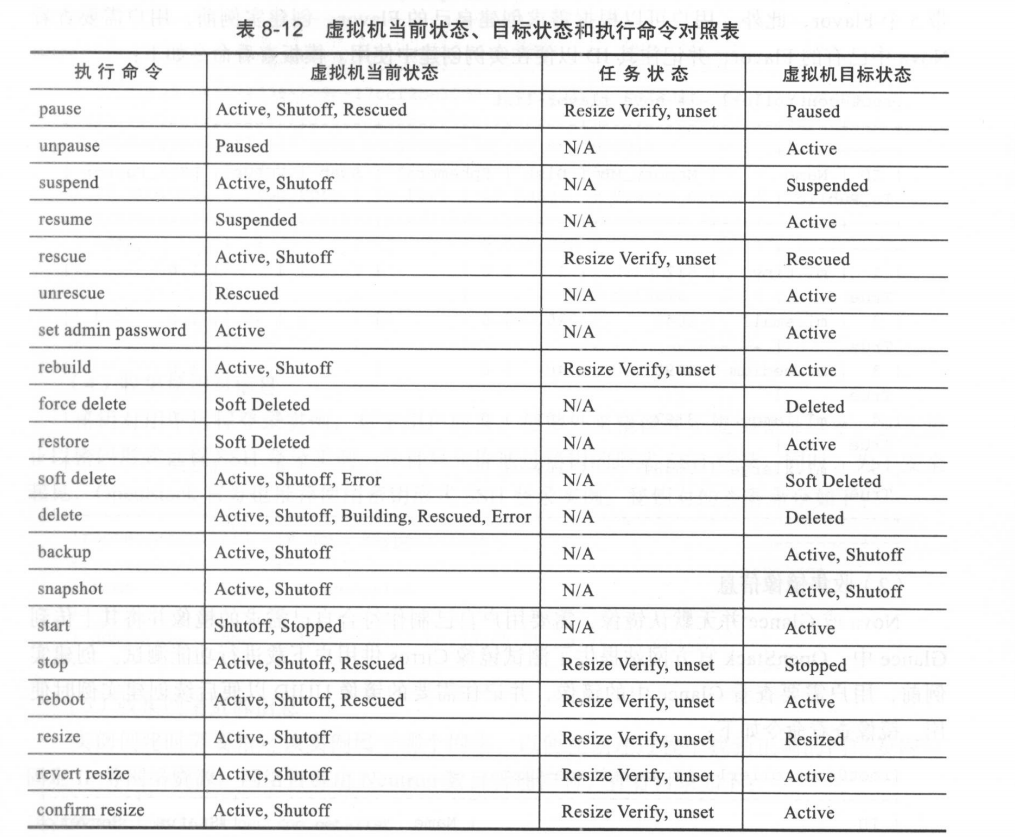 表 8-12 虚拟机当前状态、目标状态和执行命令对照表
执行命令 虚拟机当前状态 任务状态 虚拟机目标状态
pause Active, Shutoff, Rescued Resize Verify, unset Paused
unpause Paused N/A Active
suspend Active, Shutoff N/A Suspended
resume Suspended N/A Active
rescue Active, Shutoff Resize Verify, unset Rescued
unrescue Rescued N/A Active
set admin password Active N/A Active
rebuild Active, Shutoff Resize Verify, unset Active
force delete Soft Deleted N/A Deleted
restore Soft Deleted N/A Active
soft delete Active, Shutoff, Error N/A Soft Deleted
delete Active, Shutoff, Building, Rescued, Error N/A Deleted
backup Active, Shutoff N/A Active, Shutoff
snapshot Active, Shutoff N/A Active, Shutoff
start Shutoff, Stopped N/A Active
stop Active, Shutoff, Rescued Resize Verify, unset Stopped
reboot Active, Shutoff, Rescued Resize Verify, unset Active
resize Active, Shutoff Resize Verify, unset Resized
revert resize Active, Shutoff Resize Verify, unset Active
confirm resize Active, Shutoff Resize Verify, unset Active